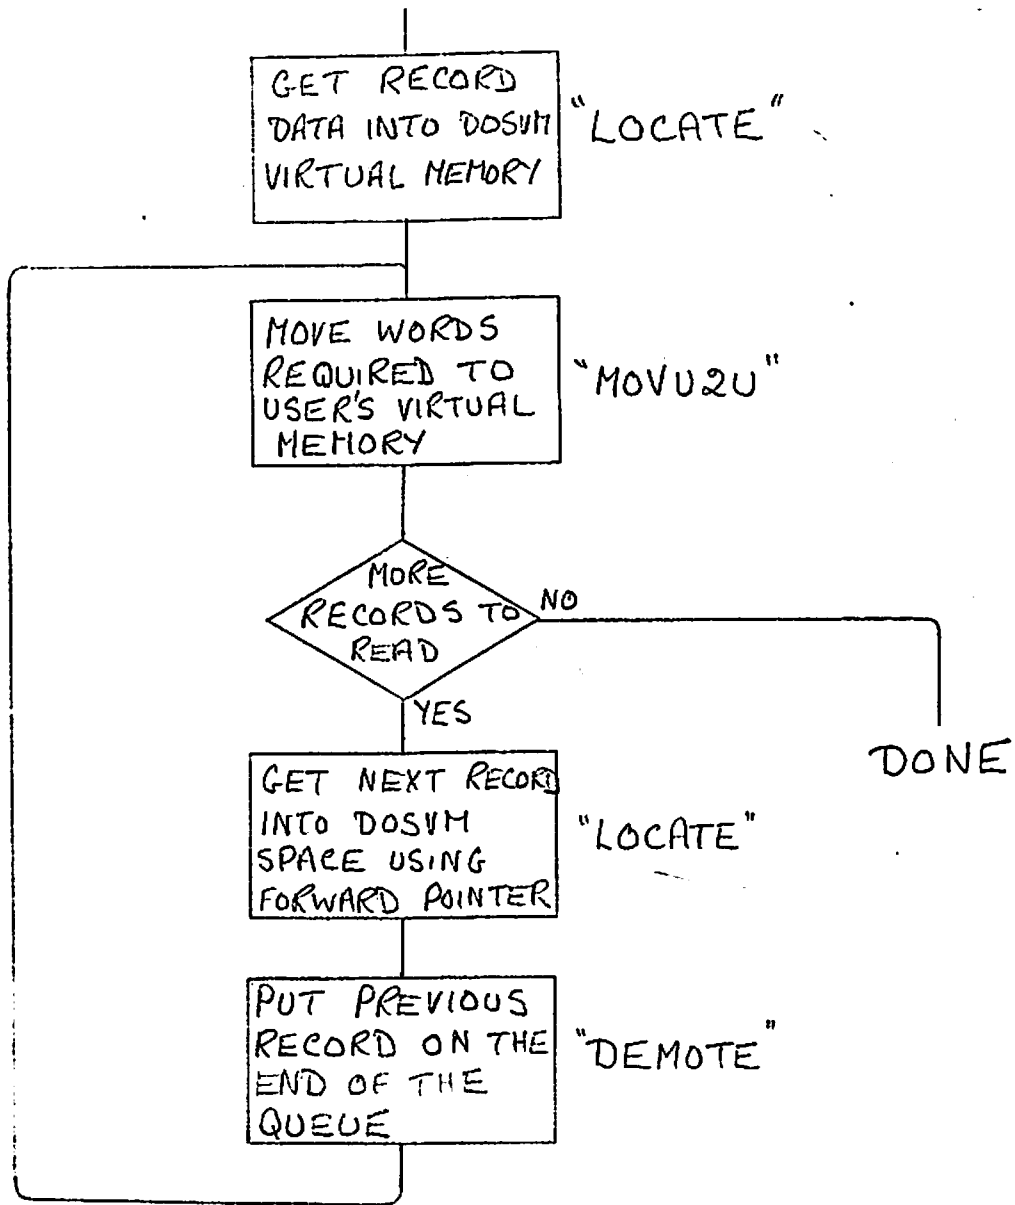 GET RECORD
DATA INTO DOSVM
VIRTUAL MEMORY
"LOCATE"
MOVE WORDS
REQUIRED TO
USER'S VIRTUAL
MEMORY
"MOVU2U"
MORE
RECORDS TO
READ
NO
YES
DONE
GET NEXT RECORD
INTO DOSVM
SPACE USING
FORWARD POINTER
"LOCATE"
PUT PREVIOUS
RECORD ON THE
END OF THE
QUEUE
"DEMOTE"